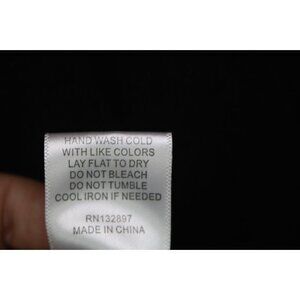 HAND WASH COLD
WITH LIKE COLORS
LAY FLAT TO DRY
DO NOT BLEACH
DO NOT TUMBLE
COOL IRON IF NEEDED
RN132897
MADE IN CHINA